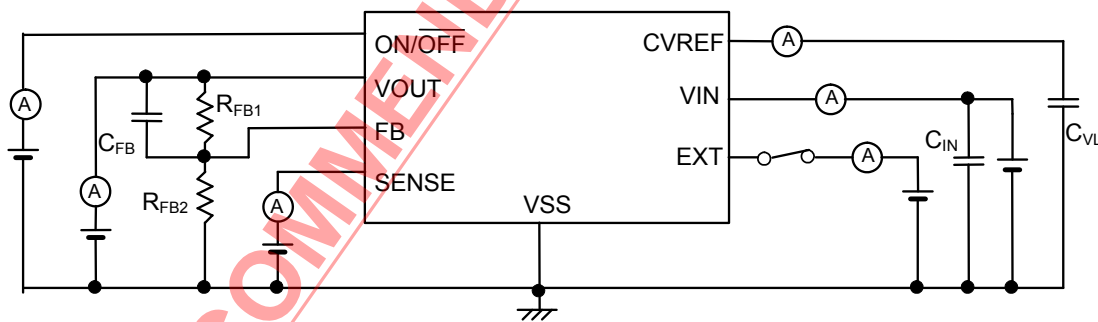 ON/OFF
CVREF
A
VOUT
A
RFB1
VIN
A
FB
CFB
EXT
A
CIN
CVL
SENSE
A
RFB2
A
VSS
COMMEN